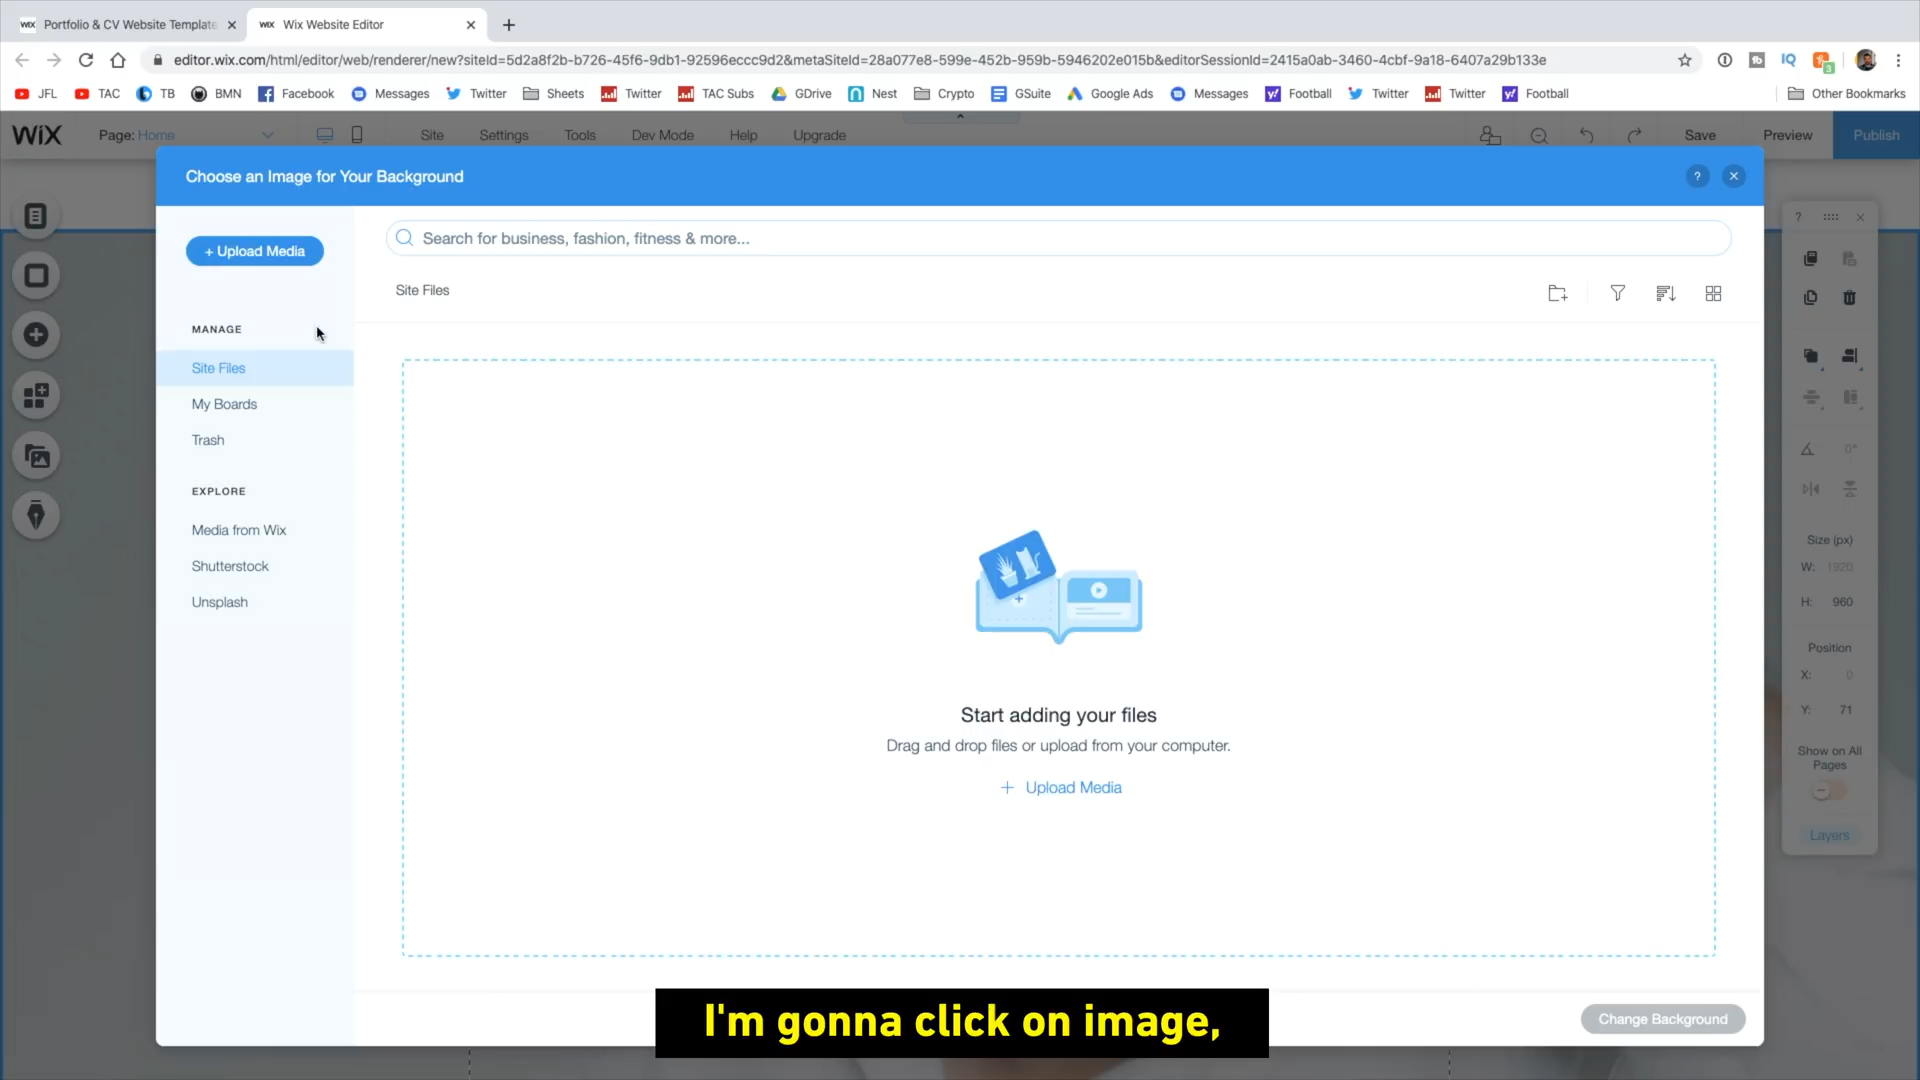 WiX Portfolio & CV Website Template
WiX Wix Website Editor
editor.wix.com/html/editor/web/renderer/new?siteId=5d2a8f2b-b726-45f6-9db1-92596eccc9d2&metaSiteId=28a077e8-599e-452b-959b-5946202e015b&editorSessionId=2415a0ab-3460-4cbf-9a18-6407a29b133e
IQ 3
JFL TAC TB BMN Facebook Messages Twitter Sheets Twitter TAC Subs GDrive Nest Crypto GSuite Google Ads Messages Football Twitter Twitter Football Other Bookmarks
WiX Page: Home Site Settings Tools Dev Mode Help Upgrade Save Preview Publish
Choose an Image for Your Background ?
+ Upload Media
Search for business, fashion, fitness & more...
Site Files
MANAGE
Site Files
My Boards
Trash
EXPLORE
Media from Wix
Shutterstock
Unsplash
Start adding your files
Drag and drop files or upload from your computer.
+ Upload Media
Change Background
?
0°
Size (px)
W: 1920
H: 960
Position
X: 0
Y: 71
Show on All
Pages
Layers
I'm gonna click on image,